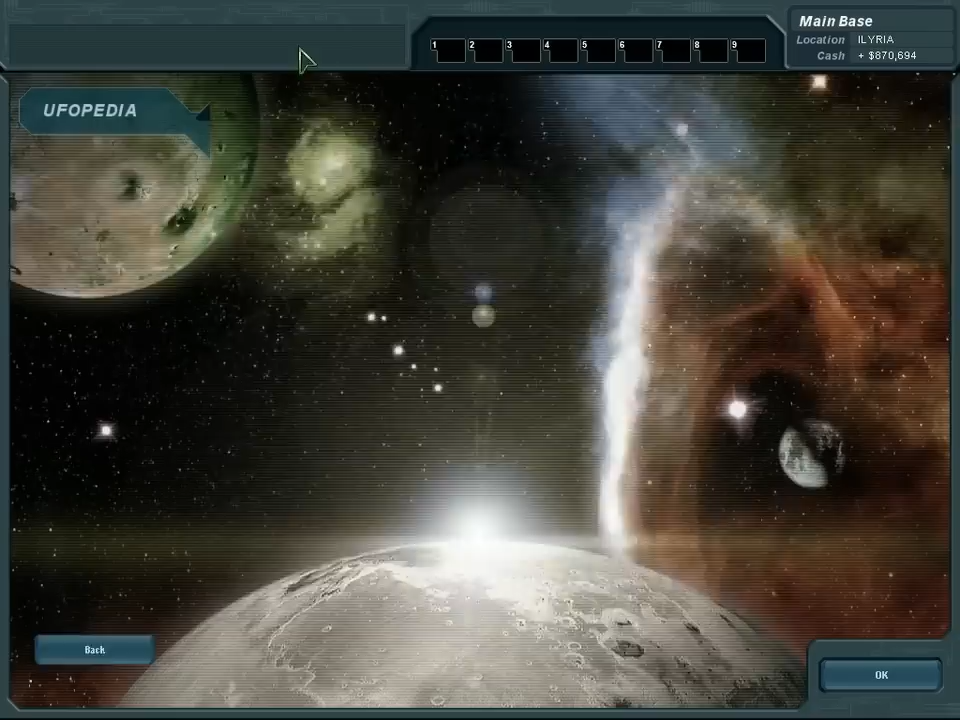 1 2 3 4 5 6 7 8 9
Main Base
Location ILYRIA
Cash + $870,694
UFOPEDIA
Back
OK